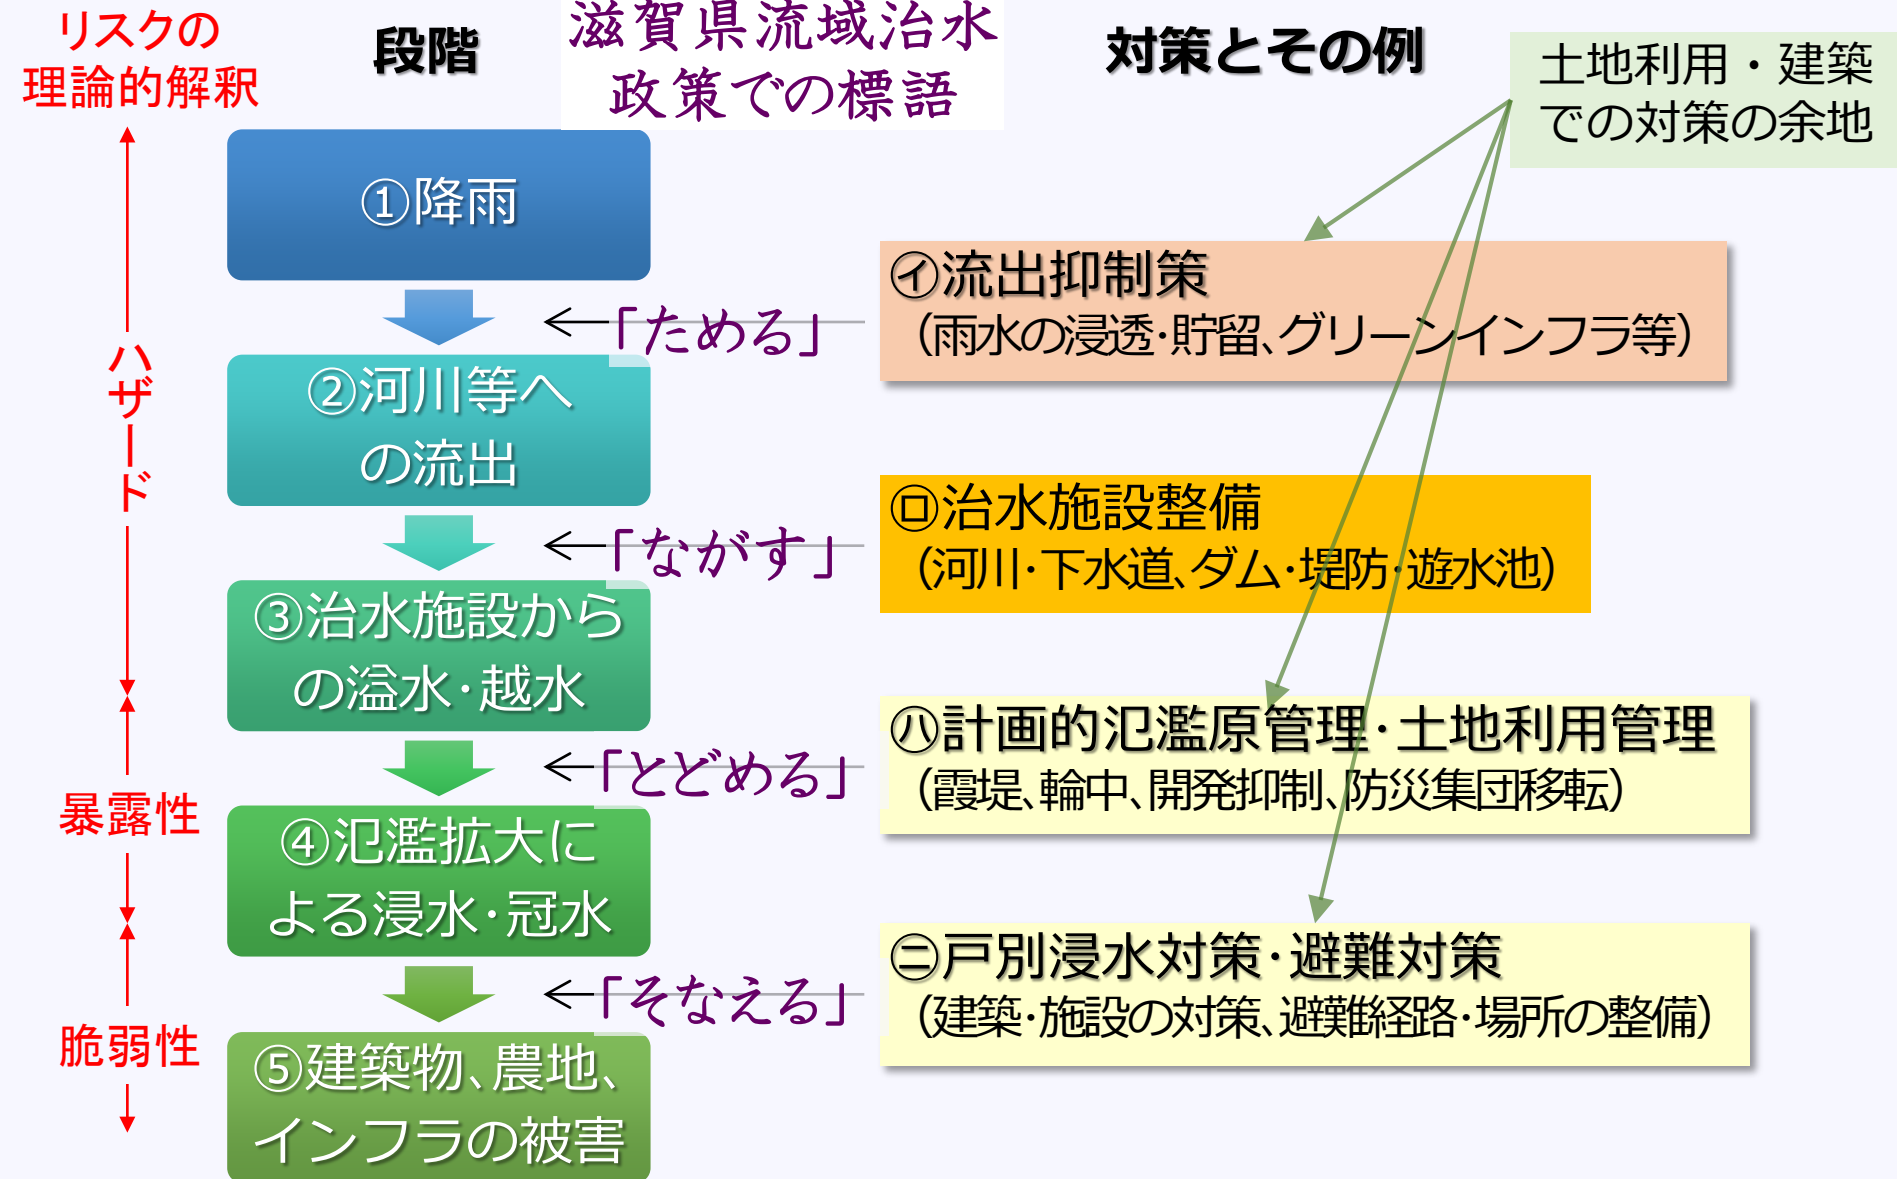 リスクの
理論的解釈
段階
滋賀県流域治水
政策での標語
対策とその例
土地利用・建築
での対策の余地
ハザード
暴露性
脆弱性
①降雨
「ためる」
㋑流出抑制策
（雨水の浸透・貯留、グリーンインフラ等）
②河川等へ
の流出
「ながす」
㋺治水施設整備
（河川・下水道、ダム・堤防・遊水池）
③治水施設から
の溢水・越水
「とどめる」
㋩計画的氾濫原管理・土地利用管理
（霞堤、輪中、開発抑制、防災集団移転）
④氾濫拡大に
よる浸水・冠水
「そなえる」
㊁戸別浸水対策・避難対策
（建築・施設の対策、避難経路・場所の整備）
⑤建築物、農地、
インフラの被害